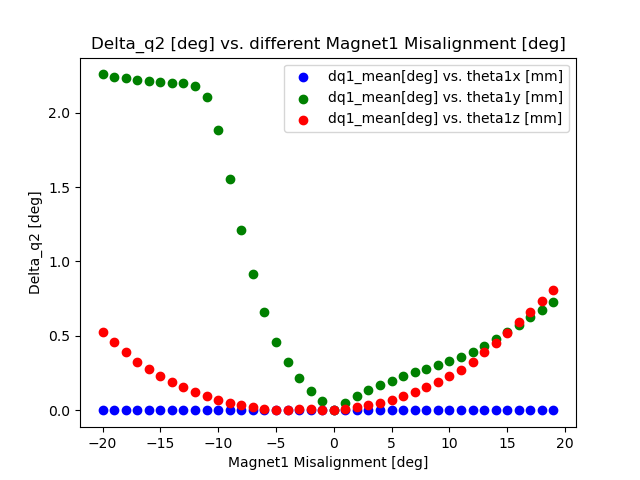 Delta_q2 [deg] vs. different Magnet1 Misalignment [deg]
dq1_mean[deg] vs. theta1x [mm]
dq1_mean[deg] vs. theta1y [mm]
dq1_mean[deg] vs. theta1z [mm]
Delta_q2 [deg]
2.0
1.5
1.0
0.5
0.0
−20 −15 −10 −5 0 5 10 15 20
Magnet1 Misalignment [deg]